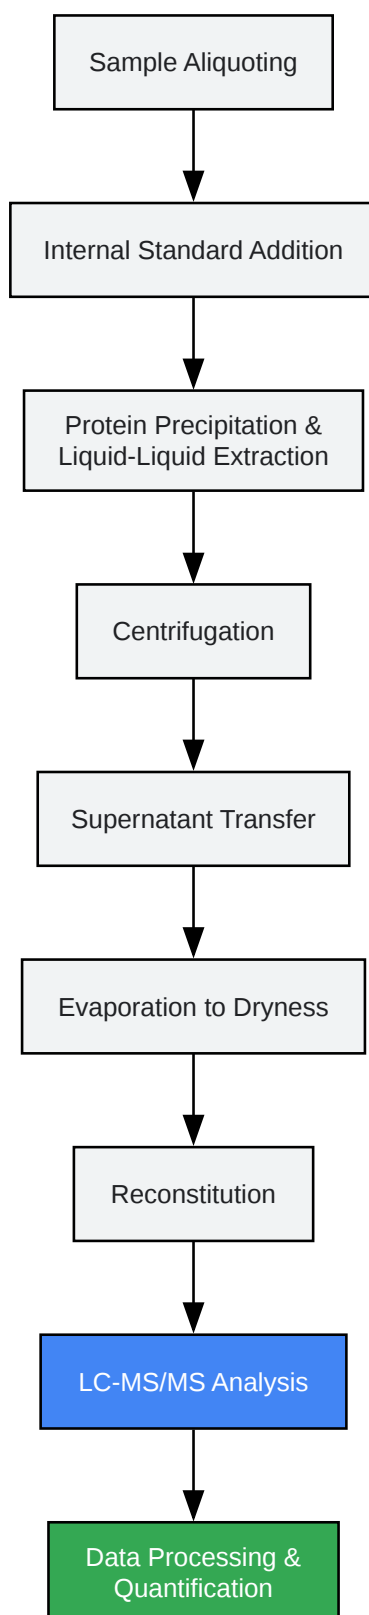 Sample Aliquoting
Internal Standard Addition
Protein Precipitation &
Liquid-Liquid Extraction
Centrifugation
Supernatant Transfer
Evaporation to Dryness
Reconstitution
LC-MS/MS Analysis
Data Processing &
Quantification